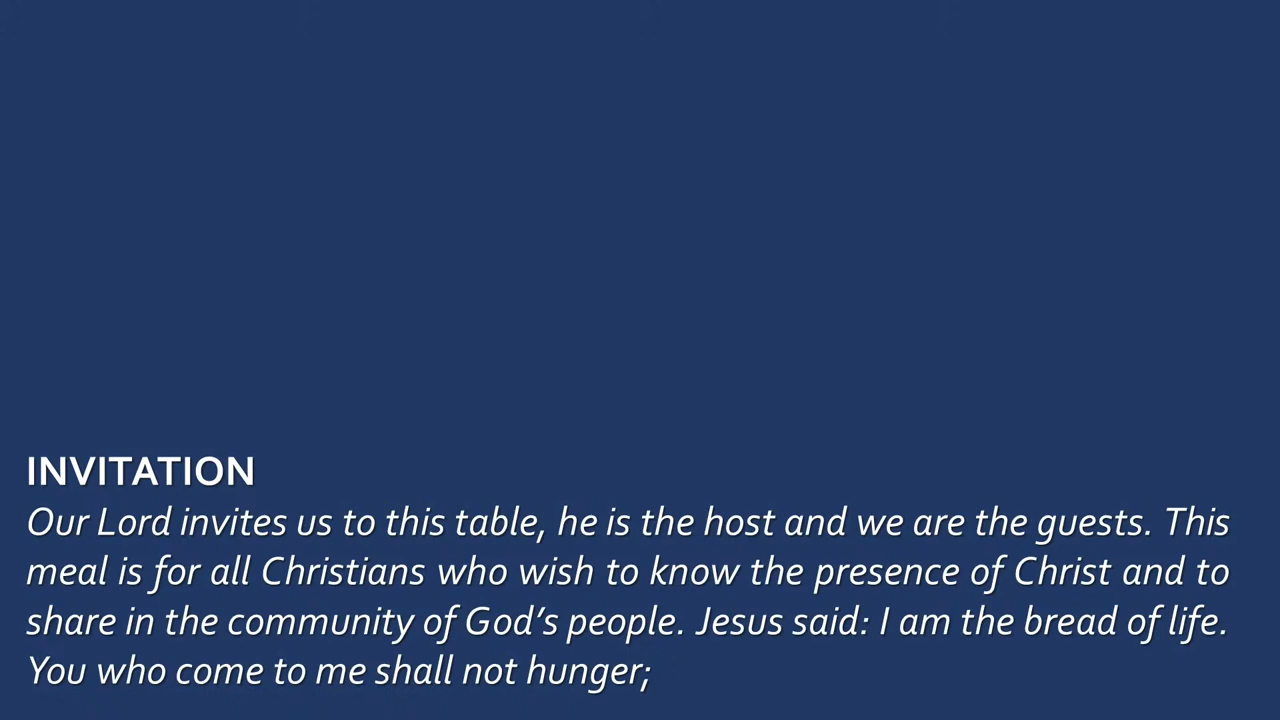 INVITATION
Our Lord invites us to this table, he is the host and we are the guests. This
meal is for all Christians who wish to know the presence of Christ and to
share in the community of God’s people. Jesus said: I am the bread of life.
You who come to me shall not hunger;